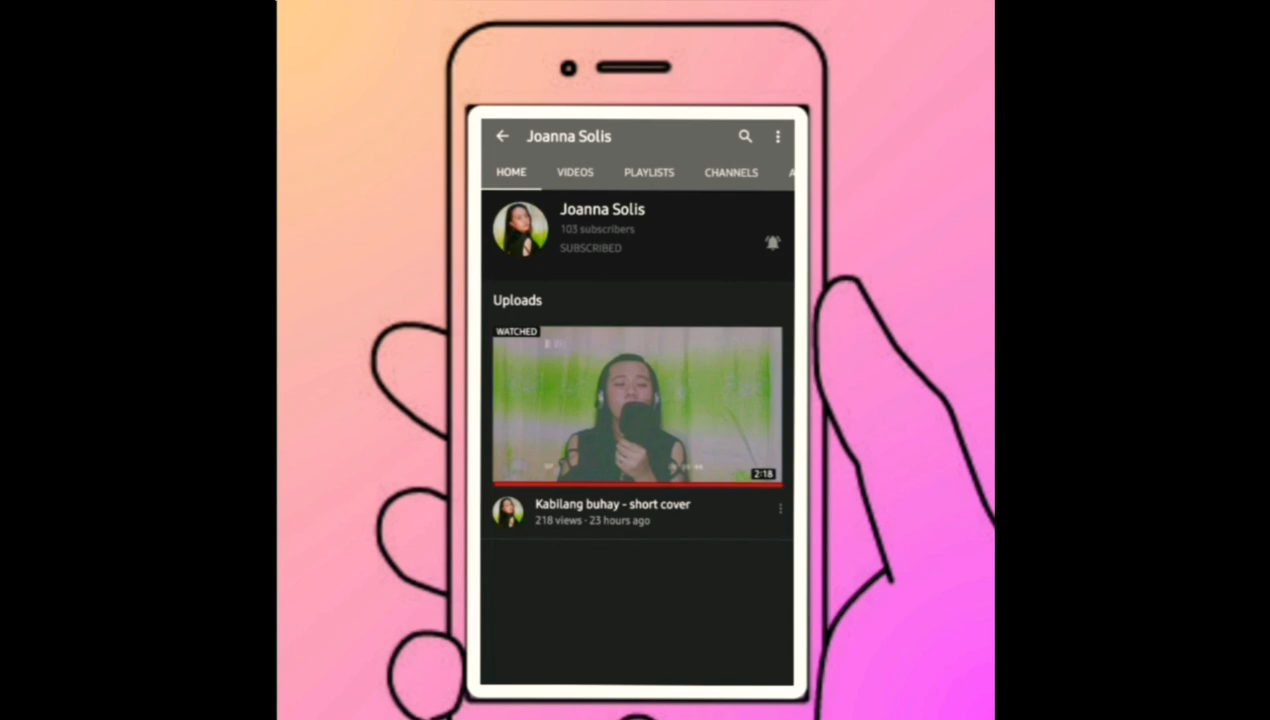 Joanna Solis
HOME VIDEOS PLAYLISTS CHANNELS A
Joanna Solis
103 subscribers
SUBSCRIBED
Uploads
WATCHED
2:18
Kabilang buhay - short cover
218 views · 23 hours ago